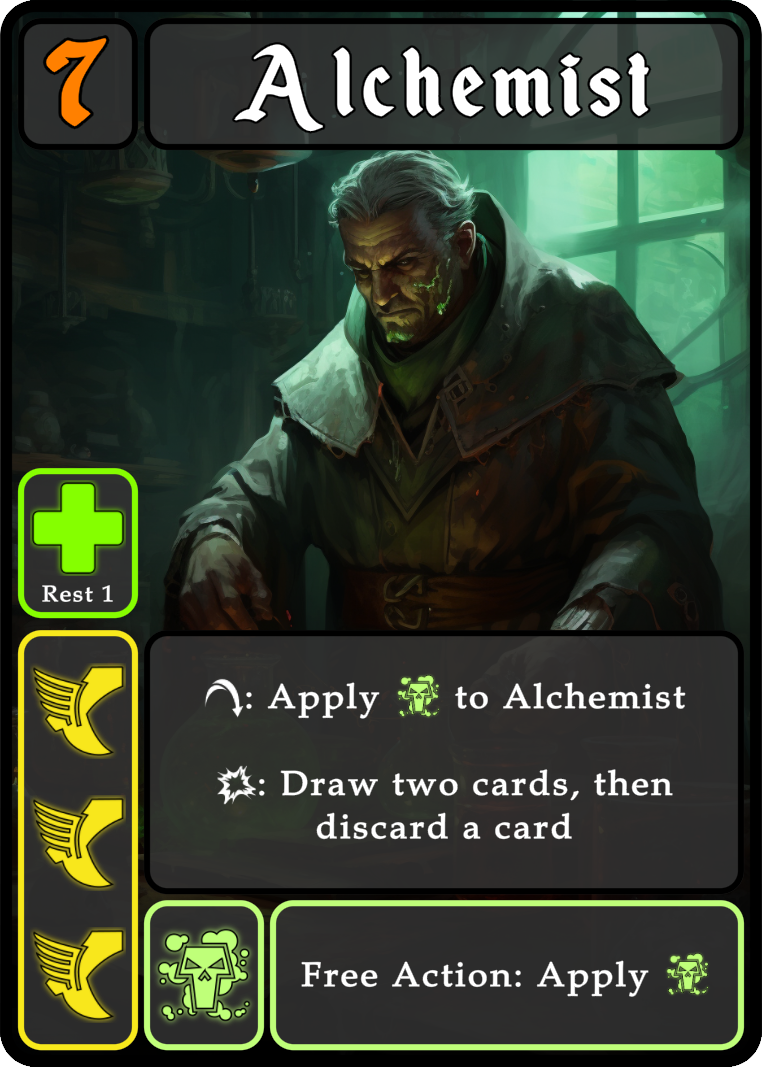 7
Alchemist
Rest 1
: Apply to Alchemist
: Draw two cards, then
discard a card
Free Action: Apply